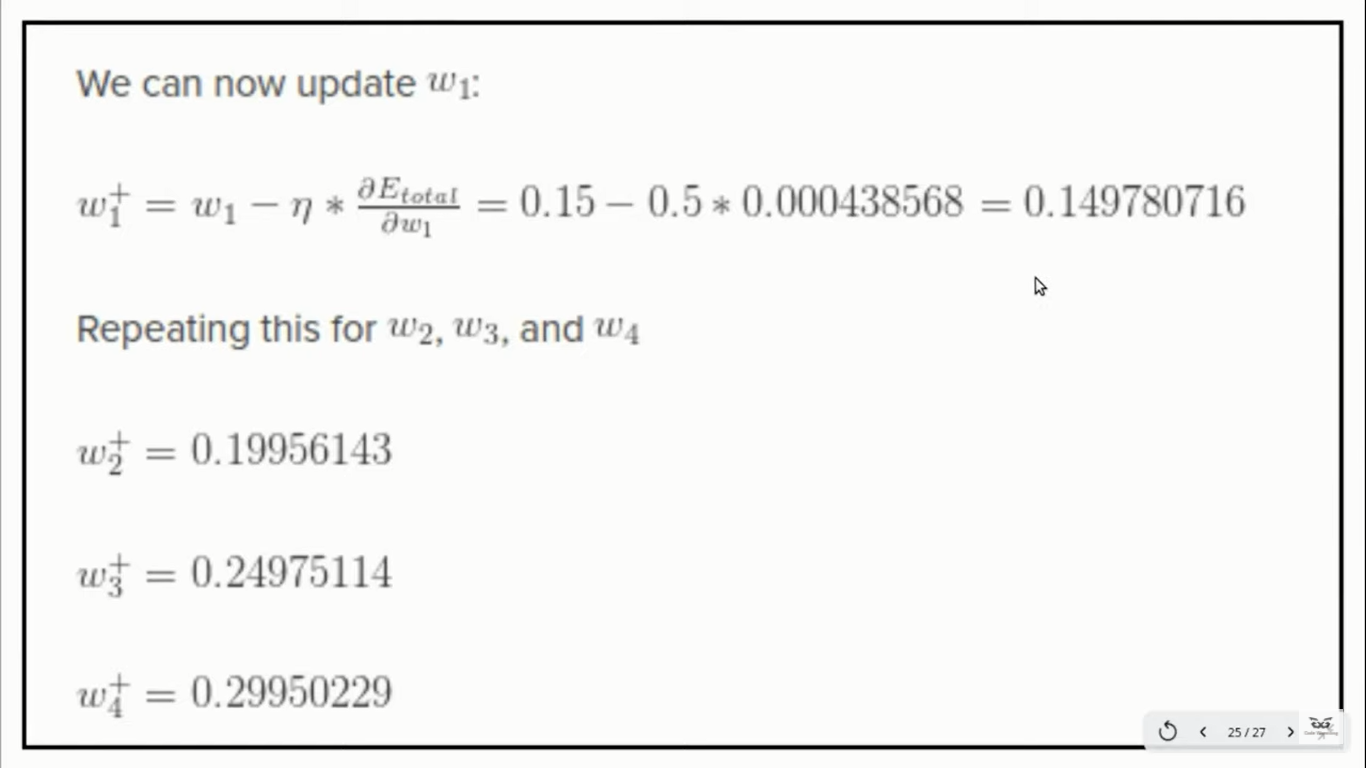 We can now update w₁:
w₁⁺ = w₁ − η * ∂E_total/∂w₁ = 0.15 − 0.5 * 0.000438568 = 0.149780716
Repeating this for w₂, w₃, and w₄
w₂⁺ = 0.19956143
w₃⁺ = 0.24975114
w₄⁺ = 0.29950229
25 / 27